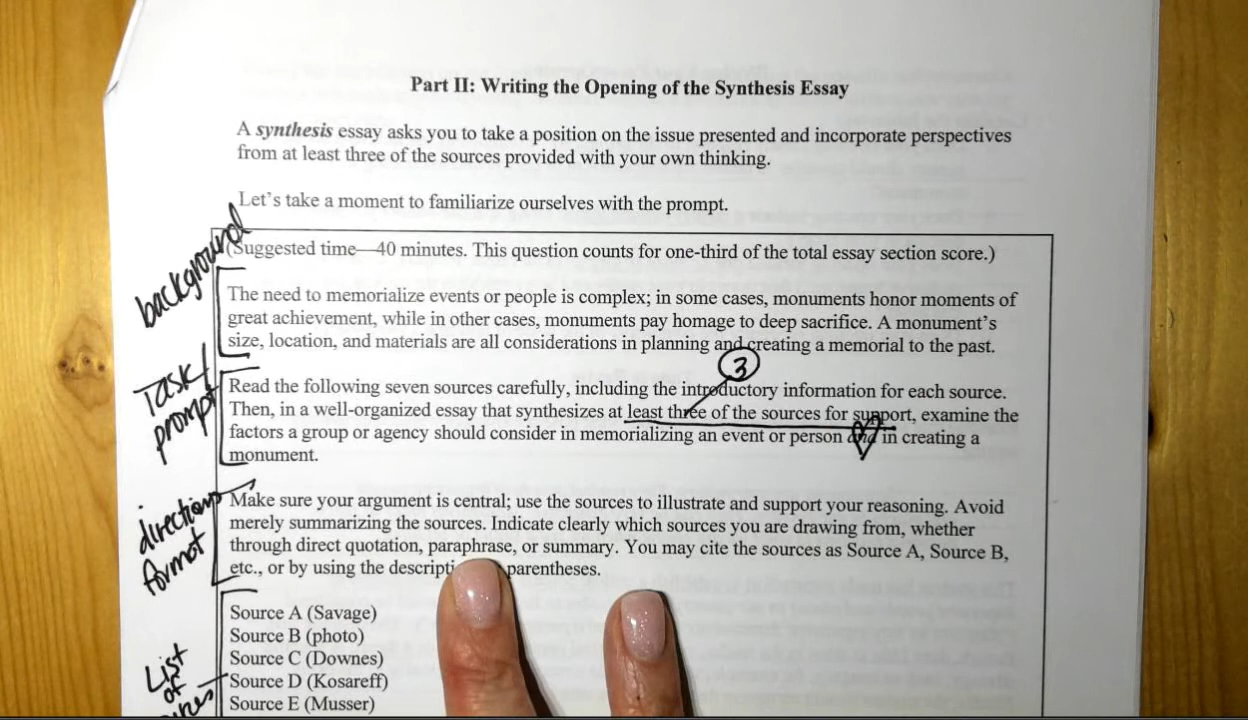 Part II: Writing the Opening of the Synthesis Essay
A synthesis essay asks you to take a position on the issue presented and incorporate perspectives
from at least three of the sources provided with your own thinking.
Let's take a moment to familiarize ourselves with the prompt.
background
(Suggested time—40 minutes. This question counts for one-third of the total essay section score.)
The need to memorialize events or people is complex; in some cases, monuments honor moments of
great achievement, while in other cases, monuments pay homage to deep sacrifice. A monument's
size, location, and materials are all considerations in planning and creating a memorial to the past.
3
Task/
prompt
Read the following seven sources carefully, including the introductory information for each source.
Then, in a well-organized essay that synthesizes at least three of the sources for support, examine the
factors a group or agency should consider in memorializing an event or person and in creating a
monument.
directions
format
Make sure your argument is central; use the sources to illustrate and support your reasoning. Avoid
merely summarizing the sources. Indicate clearly which sources you are drawing from, whether
through direct quotation, paraphrase, or summary. You may cite the sources as Source A, Source B,
etc., or by using the parentheses.
List
of
Source A (Savage)
Source B (photo)
Source C (Downes)
Source D (Kosareff)
Source E (Musser)